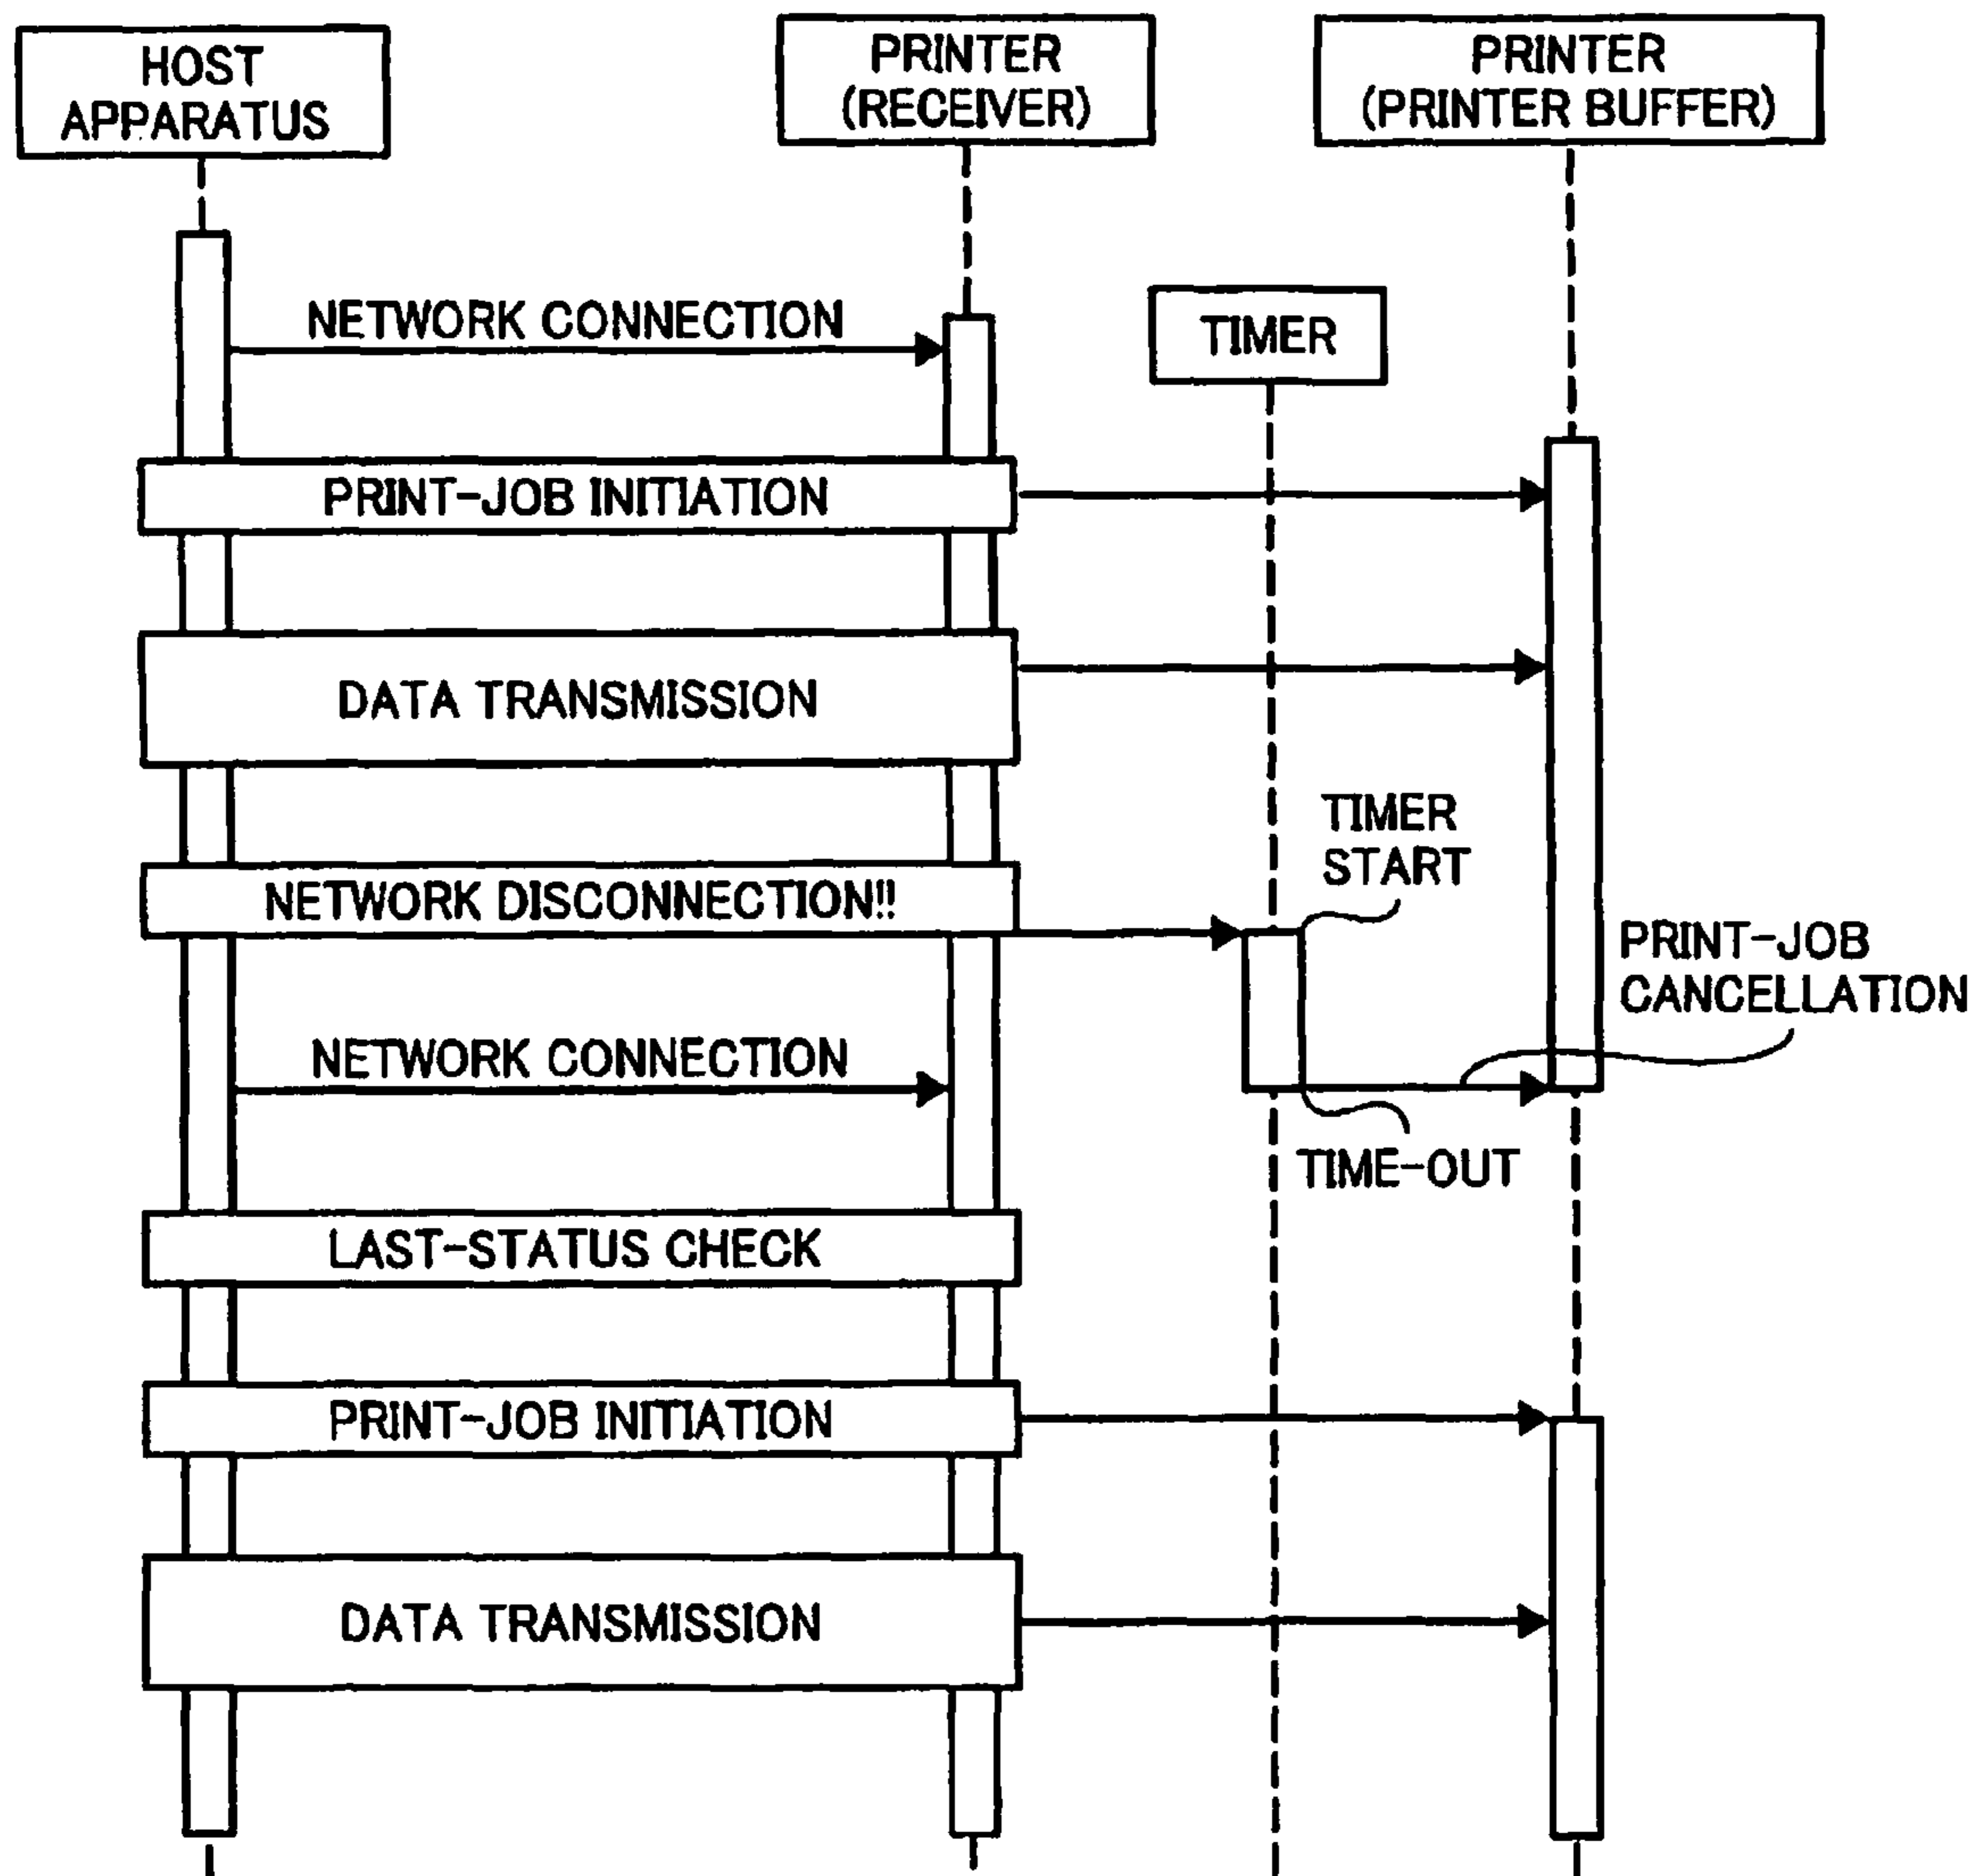 HOST
APPARATUS
PRINTER
(RECEIVER)
PRINTER
(PRINTER BUFFER)
NETWORK CONNECTION
TIMER
PRINT-JOB INITIATION
DATA TRANSMISSION
TIMER
START
NETWORK DISCONNECTION!!
PRINT-JOB
CANCELLATION
NETWORK CONNECTION
TIME-OUT
LAST-STATUS CHECK
PRINT-JOB INITIATION
DATA TRANSMISSION